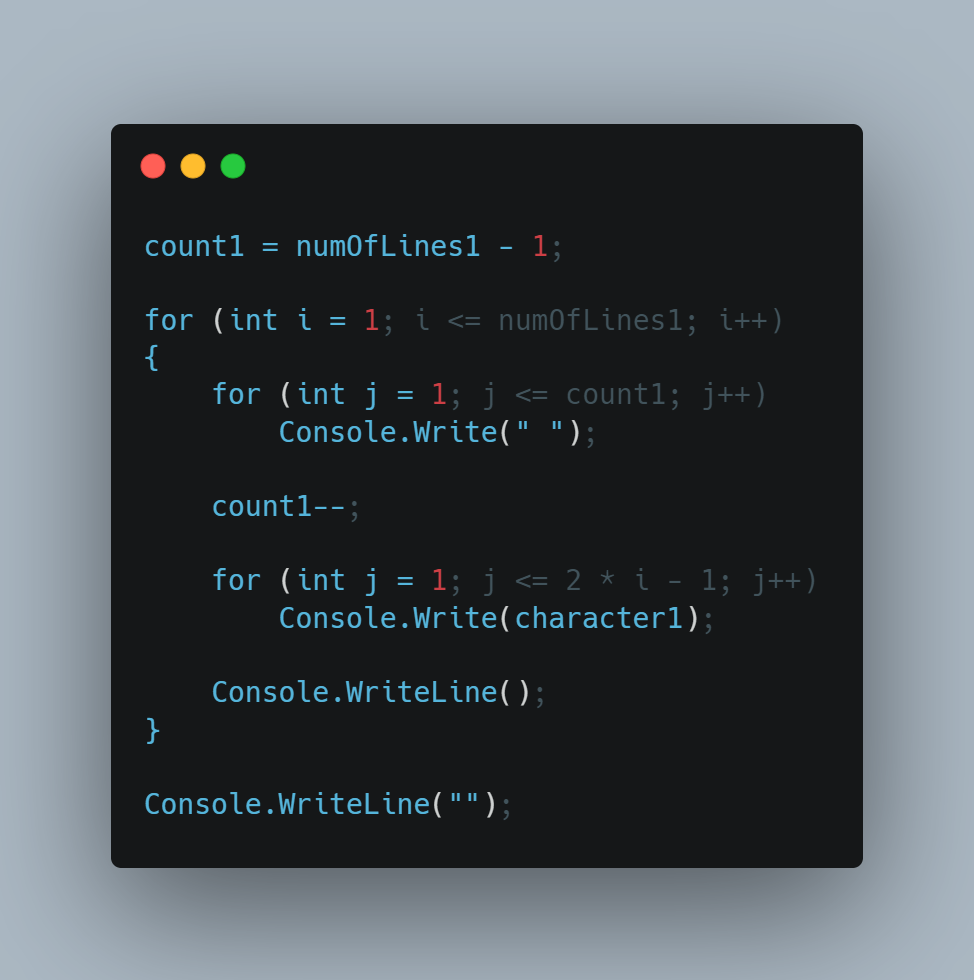 count1 = numOfLines1 - 1;
for (int i = 1; i <= numOfLines1; i++)
{
    for (int j = 1; j <= count1; j++)
        Console.Write(" ");
    count1--;
    for (int j = 1; j <= 2 * i - 1; j++)
        Console.Write(character1);
    Console.WriteLine();
}
Console.WriteLine("");